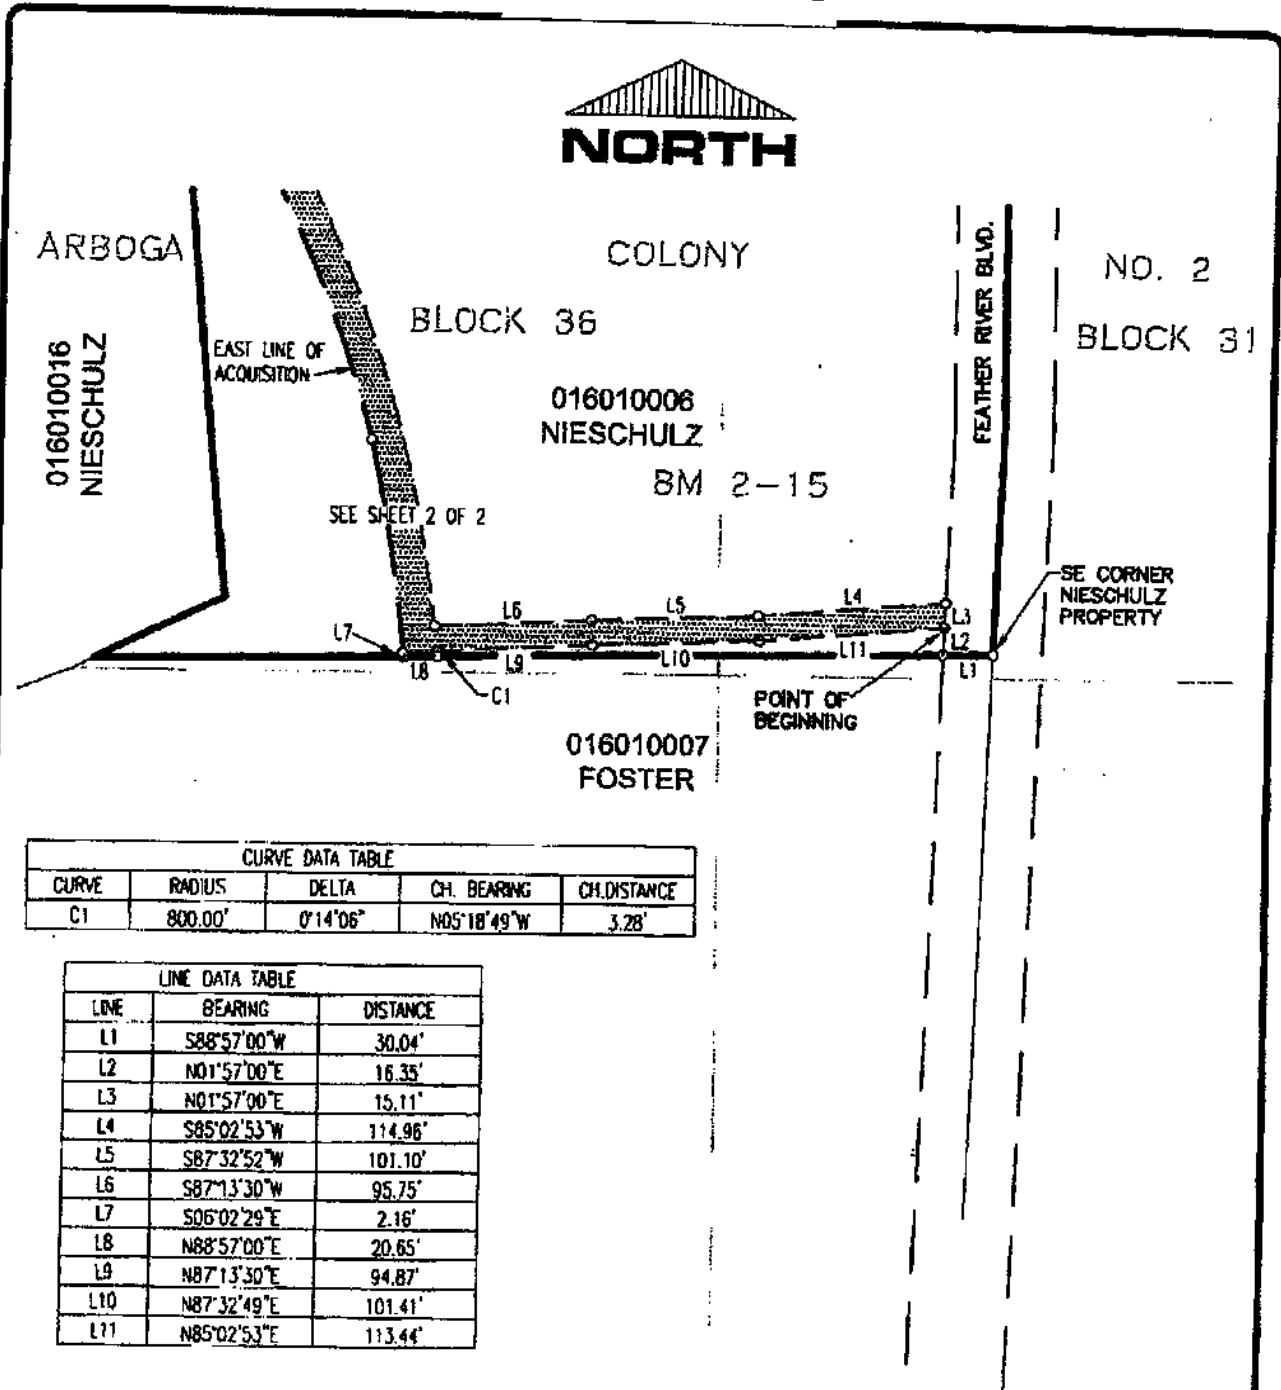 NORTH
ARBOGA
COLONY
NO. 2
BLOCK 36
BLOCK 31
FEATHER RIVER BLVD.
016010016
NIESCHULZ
EAST LINE OF
ACQUISITION
016010006
NIESCHULZ
BM 2-15
SEE SHEET 2 OF 2
SE CORNER
NIESCHULZ
PROPERTY
L7
L6
L5
L4
L3
L2
L8
L9
L10
L11
L1
C1
POINT OF
BEGINNING
016010007
FOSTER
CURVE DATA TABLE
CURVE RADIUS DELTA CH. BEARING CH.DISTANCE
C1 800.00' 0°14'06" N05°18'49"W 3.28'
LINE DATA TABLE
LINE BEARING DISTANCE
L1 S88°57'00"W 30.04'
L2 N01°57'00"E 16.35'
L3 N01°57'00"E 15.11'
L4 S85°02'53"W 114.96'
L5 S87°32'52"W 101.10'
L6 S87°13'30"W 95.75'
L7 S06°02'29"E 2.16'
L8 N88°57'00"E 20.65'
L9 N87°13'30"E 94.87'
L10 N87°32'49"E 101.41'
L11 N85°02'53"E 113.44'